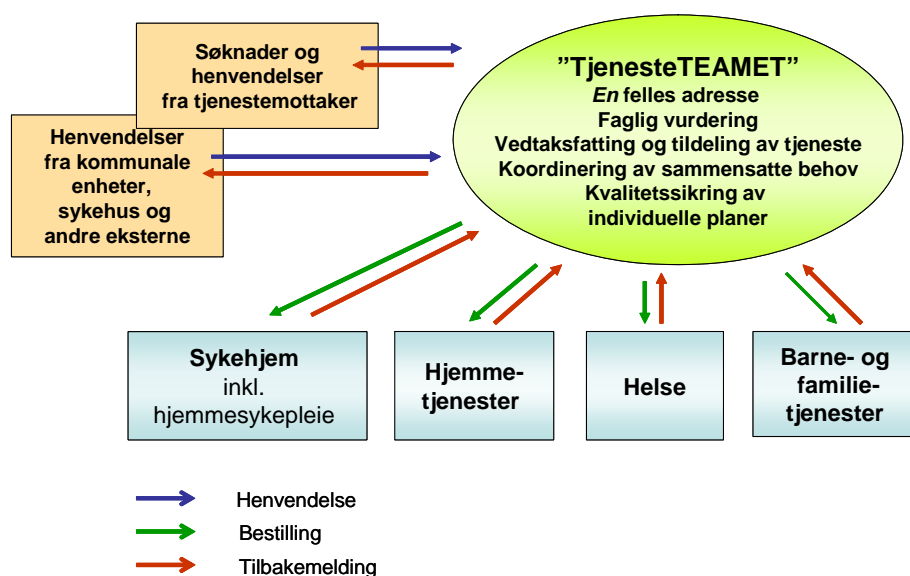 Søknader og
henvendelser
fra tjenestemottaker
Henvendelser
fra kommunale
enheter,
sykehus og
andre eksterne
”TjenesteTEAMET”
En felles adresse
Faglig vurdering
Vedtaksfatting og tildeling av tjeneste
Koordinering av sammensatte behov
Kvalitetssikring av
individuelle planer
Sykehjem
inkl.
hjemmesykepleie
Hjemme-
tjenester
Helse
Barne- og
familie-
tjenester
Henvendelse
Bestilling
Tilbakemelding